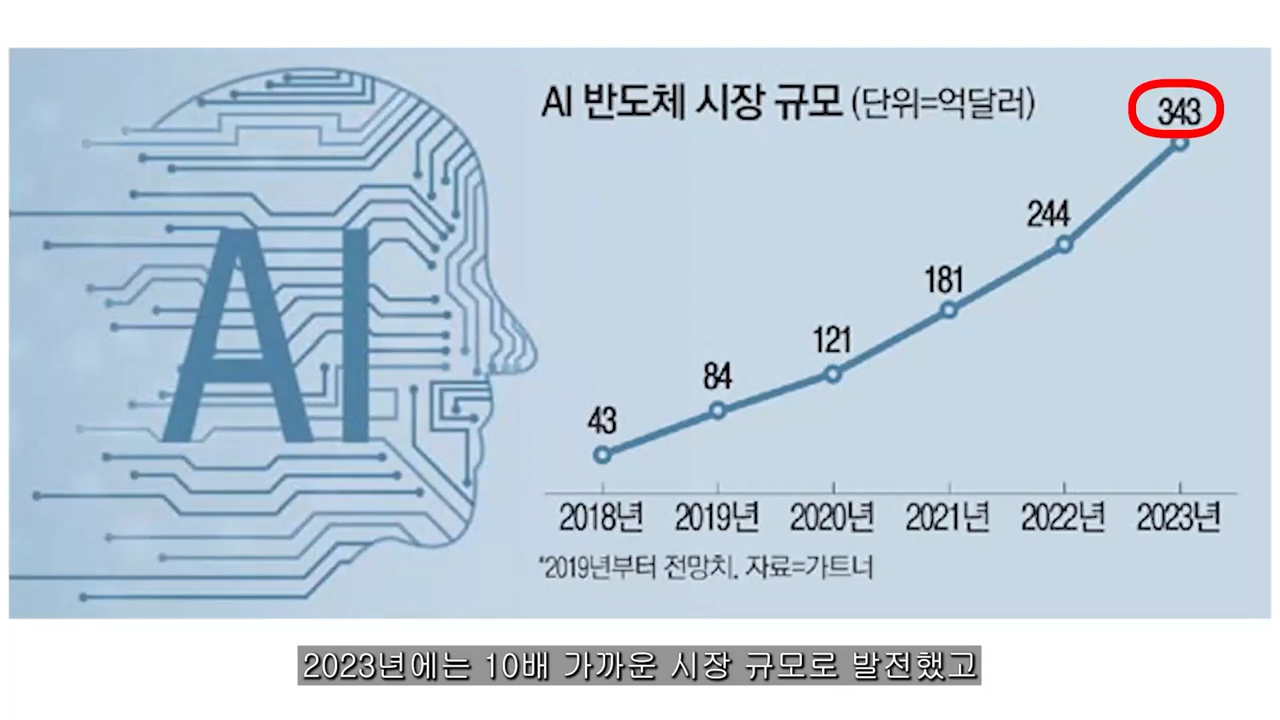 AI
AI 반도체 시장 규모 (단위=억달러)
343
244
181
121
84
43
2018년 2019년 2020년 2021년 2022년 2023년
*2019년부터 전망치. 자료=가트너
2023년에는 10배 가까운 시장 규모로 발전했고